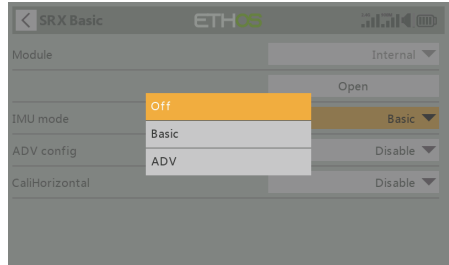 SRX Basic ETHOS
Module Internal
Open
Off
IMU mode Basic
Basic
ADV config Disable
ADV
CaliHorizontal Disable